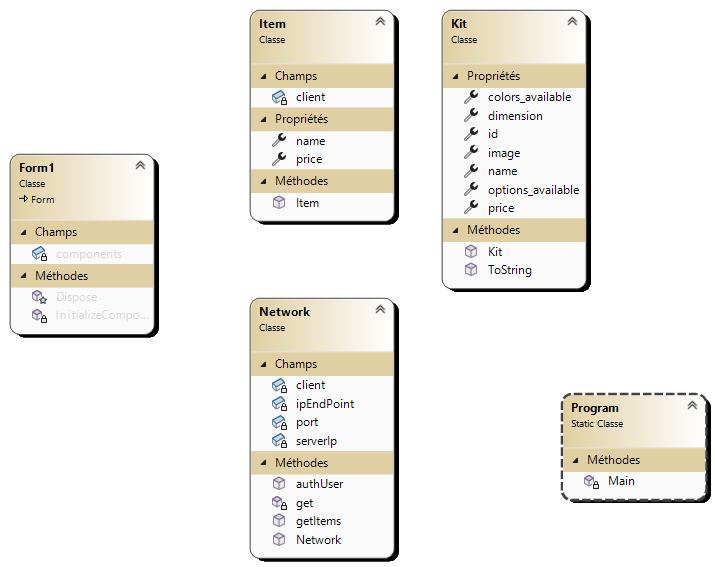 Form1
Classe
Form
Champs
components
Méthodes
Dispose
InitializeCompo...
Item
Classe
Champs
client
Propriétés
name
price
Méthodes
Item
Kit
Classe
Propriétés
colors_available
dimension
id
image
name
options_available
price
Méthodes
Kit
ToString
Network
Classe
Champs
client
ipEndPoint
port
serverIp
Méthodes
authUser
get
getItems
Network
Program
Static Classe
Méthodes
Main